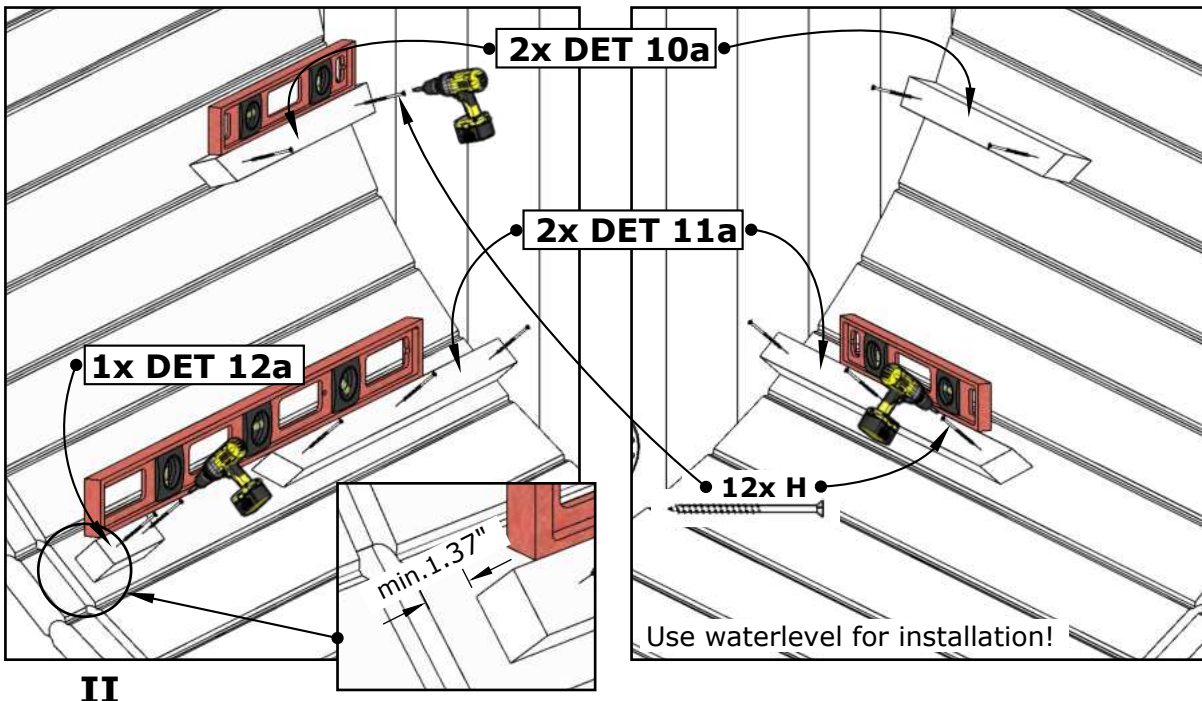 2x DET 10a
2x DET 11a
1x DET 12a
12x H
min.1.37"
Use waterlevel for installation!
II